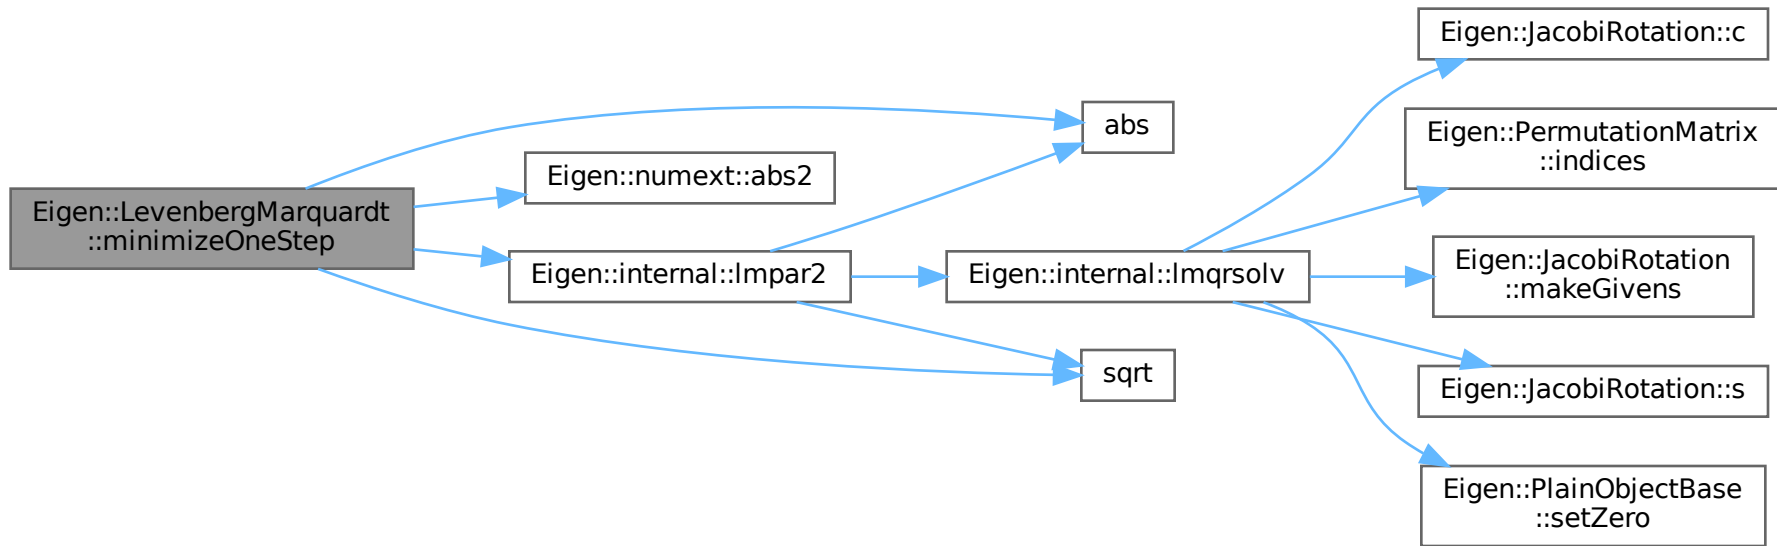 Eigen::LevenbergMarquardt
::minimizeOneStep
Eigen::numext::abs2
Eigen::internal::lmpar2
abs
sqrt
Eigen::internal::lmqrsolv
Eigen::JacobiRotation::c
Eigen::PermutationMatrix
::indices
Eigen::JacobiRotation
::makeGivens
Eigen::JacobiRotation::s
Eigen::PlainObjectBase
::setZero